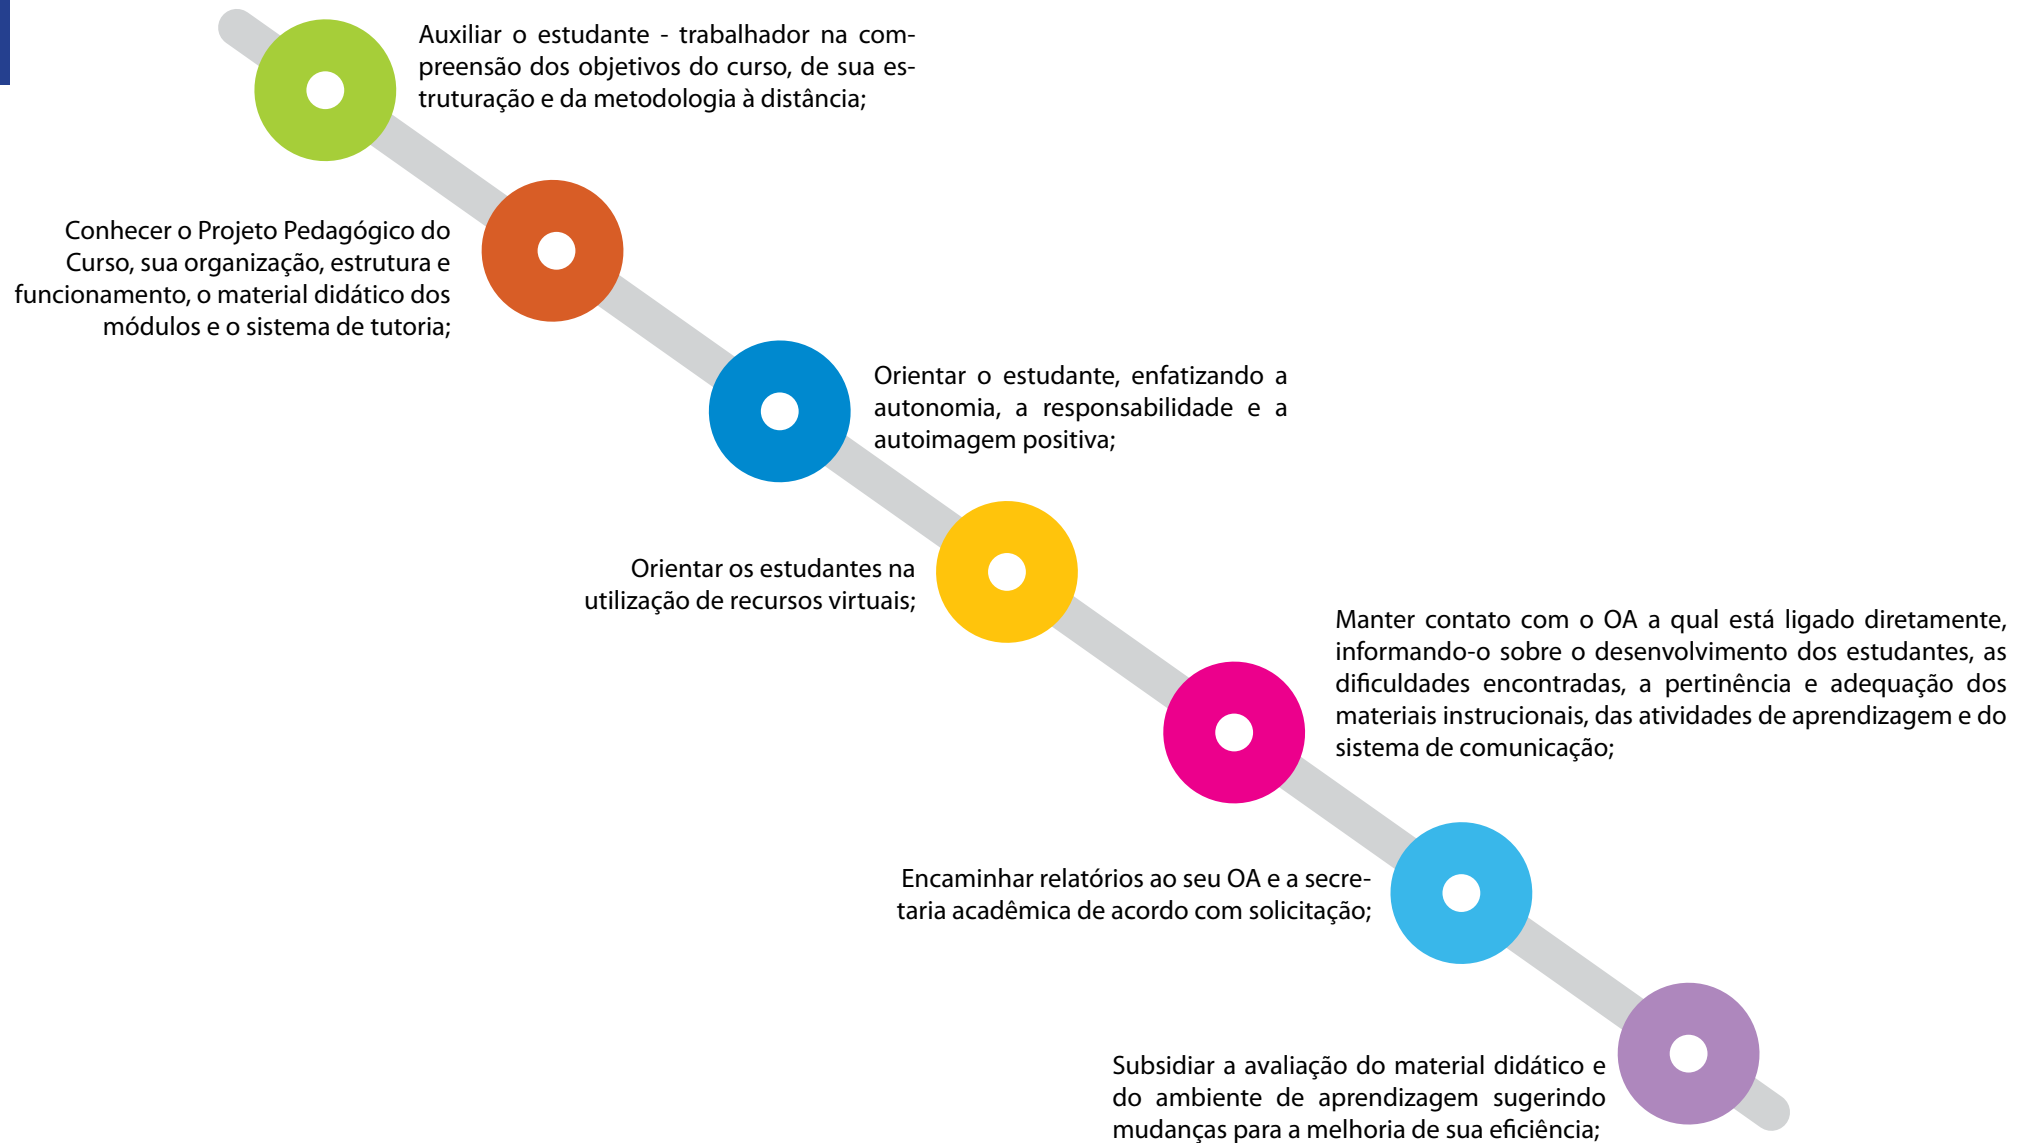 Auxiliar o estudante - trabalhador na com-
preensão dos objetivos do curso, de sua es-
truturação e da metodologia à distância;
Conhecer o Projeto Pedagógico do
Curso, sua organização, estrutura e
funcionamento, o material didático dos
módulos e o sistema de tutoria;
Orientar o estudante, enfatizando a
autonomia, a responsabilidade e a
autoimagem positiva;
Orientar os estudantes na
utilização de recursos virtuais;
Manter contato com o OA a qual está ligado diretamente,
informando-o sobre o desenvolvimento dos estudantes, as
dificuldades encontradas, a pertinência e adequação dos
materiais instrucionais, das atividades de aprendizagem e do
sistema de comunicação;
Encaminhar relatórios ao seu OA e a secre-
taria acadêmica de acordo com solicitação;
Subsidiar a avaliação do material didático e
do ambiente de aprendizagem sugerindo
mudanças para a melhoria de sua eficiência;